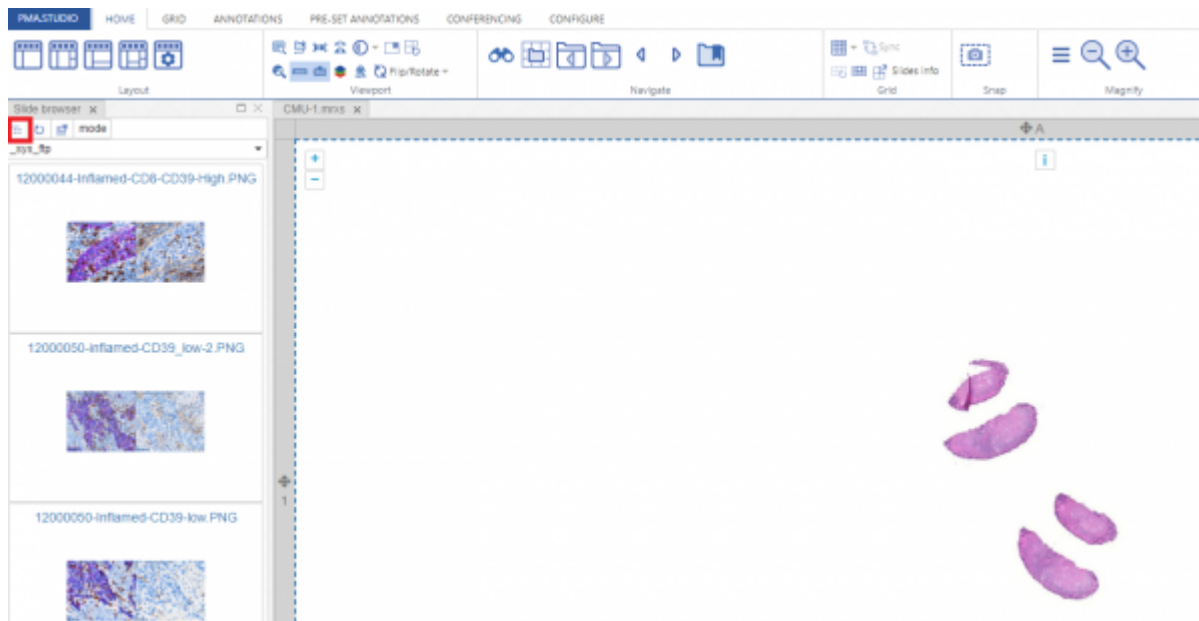 PMA.STUDIO HOME GRID ANNOTATIONS PRE-SET ANNOTATIONS CONFERENCING CONFIGURE
Sync
Flip/Rotate Slides info
Layout Viewport Navigate Grid Snap Magnify
Slide browser x CMU-1.mrxs x
mode A
_sys_ftp
+ i
−
12000044-Inflamed-CD8-CD39-High.PNG
12000050-inflamed-CD39_low-2.PNG
1
12000050-Inflamed-CD39-low.PNG